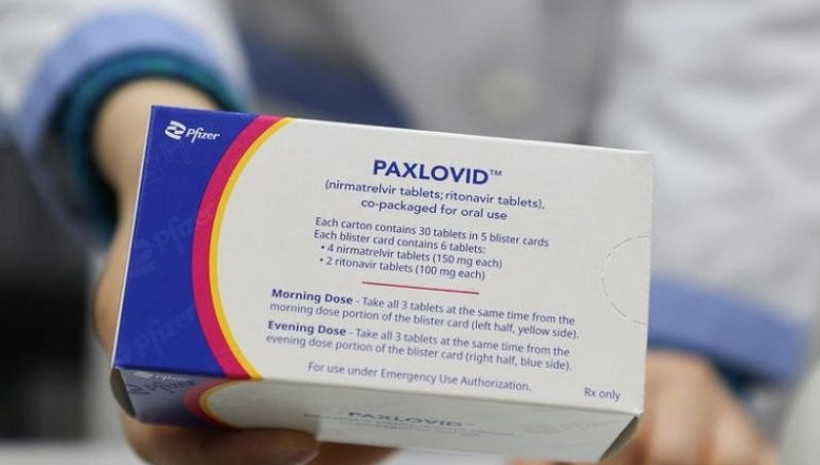 Pfizer
PAXLOVID™
(nirmatrelvir tablets; ritonavir tablets),
co-packaged for oral use
Each carton contains 30 tablets in 5 blister cards
Each blister card contains 6 tablets:
• 4 nirmatrelvir tablets (150 mg each)
• 2 ritonavir tablets (100 mg each)
Morning Dose - Take all 3 tablets at the same time from the
morning dose portion of the blister card (left half, yellow side).
Evening Dose - Take all 3 tablets at the same time from the
evening dose portion of the blister card (right half, blue side).
For use under Emergency Use Authorization.
Rx only
Pfizer
PAXLOVID™